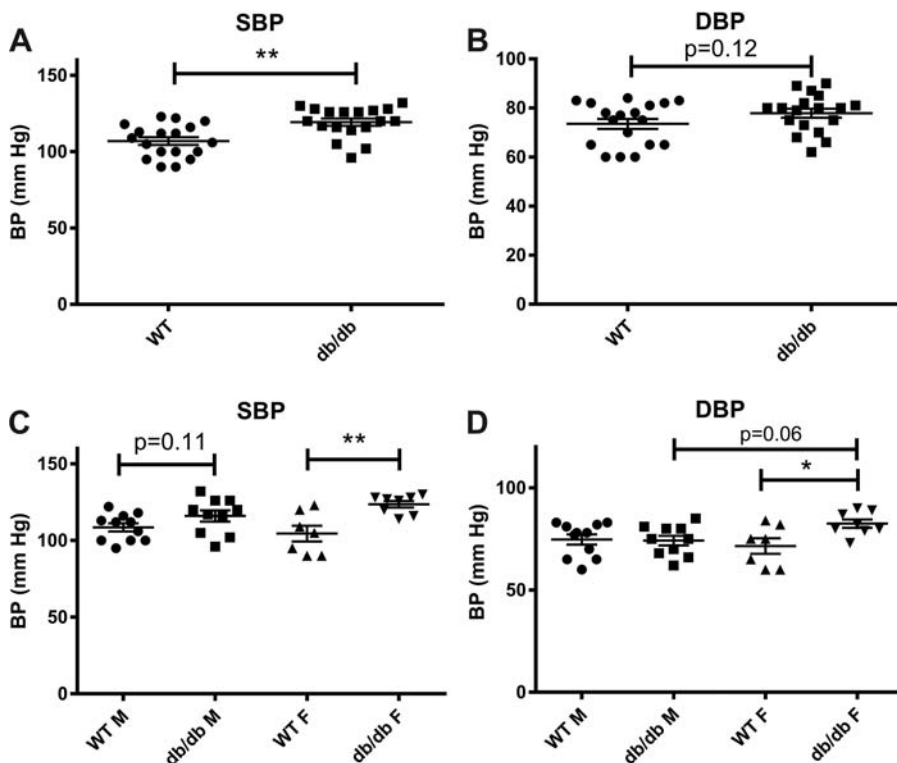 A
SBP
**
BP (mm Hg)
150
100
50
0
WT
db/db
B
DBP
p=0.12
BP (mm Hg)
100
80
60
40
20
0
WT
db/db
C
SBP
p=0.11
**
BP (mm Hg)
150
100
50
0
WT M
db/db M
WT F
db/db F
D
DBP
p=0.06
*
BP (mm Hg)
100
50
0
WT M
db/db M
WT F
db/db F